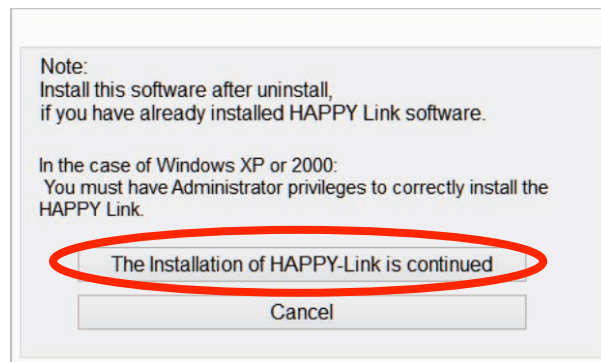 Note:
Install this software after uninstall,
if you have already installed HAPPY Link software.
In the case of Windows XP or 2000:
You must have Administrator privileges to correctly install the
HAPPY Link.
The Installation of HAPPY-Link is continued
Cancel